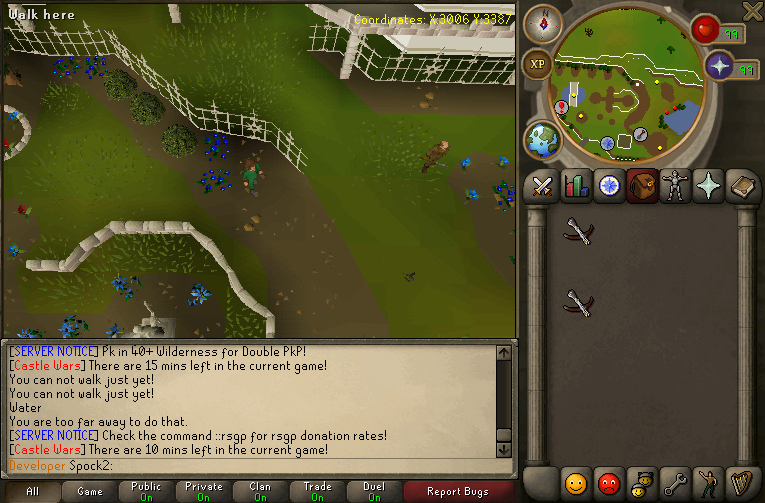 Walk here
Coordinates: X:3006 Y:3387
N
99
XP
99
[SERVER NOTICE] Pk in 40+ Wilderness for Double PkP!
[Castle Wars] There are 15 mins left in the current game!
You can not walk just yet!
You can not walk just yet!
Water
You are too far away to do that.
[SERVER NOTICE] Check the command ::rsgp for rsgp donation rates!
[Castle Wars] There are 10 mins left in the current game!
Developer Spock2:
All
Game
Public
On
Private
On
Clan
On
Trade
On
Duel
On
Report Bugs